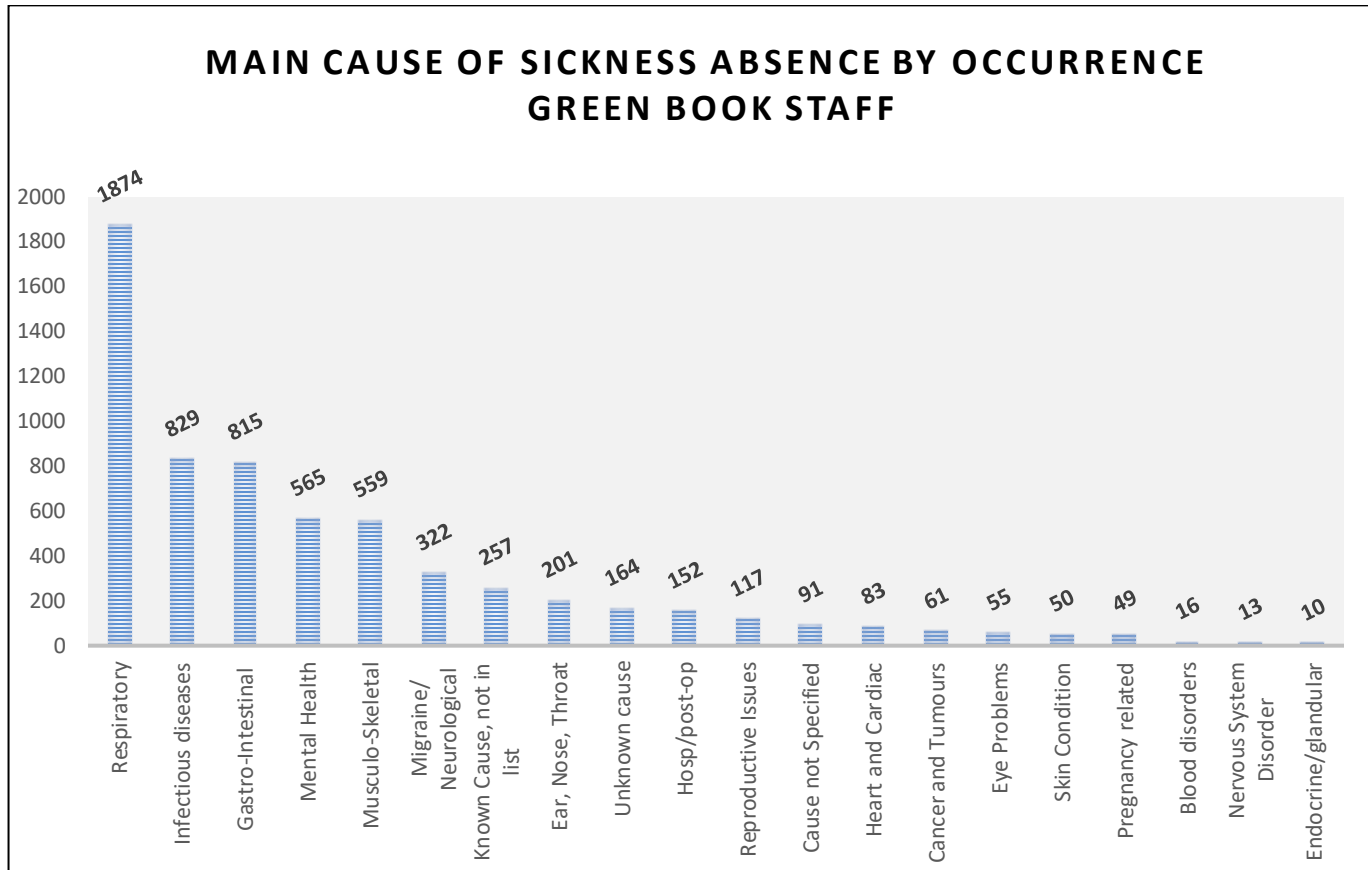 MAIN CAUSE OF SICKNESS ABSENCE BY OCCURRENCE
GREEN BOOK STAFF
2000
1800
1600
1400
1200
1000
800
600
400
200
0
1874
829
815
565
559
322
257
201
164
152
117
91
83
61
55
50
49
16
13
10
Respiratory
Infectious diseases
Gastro-Intestinal
Mental Health
Musculo-Skeletal
Migraine/
Neurological
Known Cause, not in
list
Ear, Nose, Throat
Unknown cause
Hosp/post-op
Reproductive Issues
Cause not Specified
Heart and Cardiac
Cancer and Tumours
Eye Problems
Skin Condition
Pregnancy related
Blood disorders
Nervous System
Disorder
Endocrine/glandular